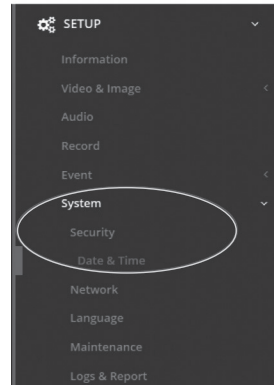 SETUP
Information
Video & Image
Audio
Record
Event
System
Security
Date & Time
Network
Language
Maintenance
Logs & Report